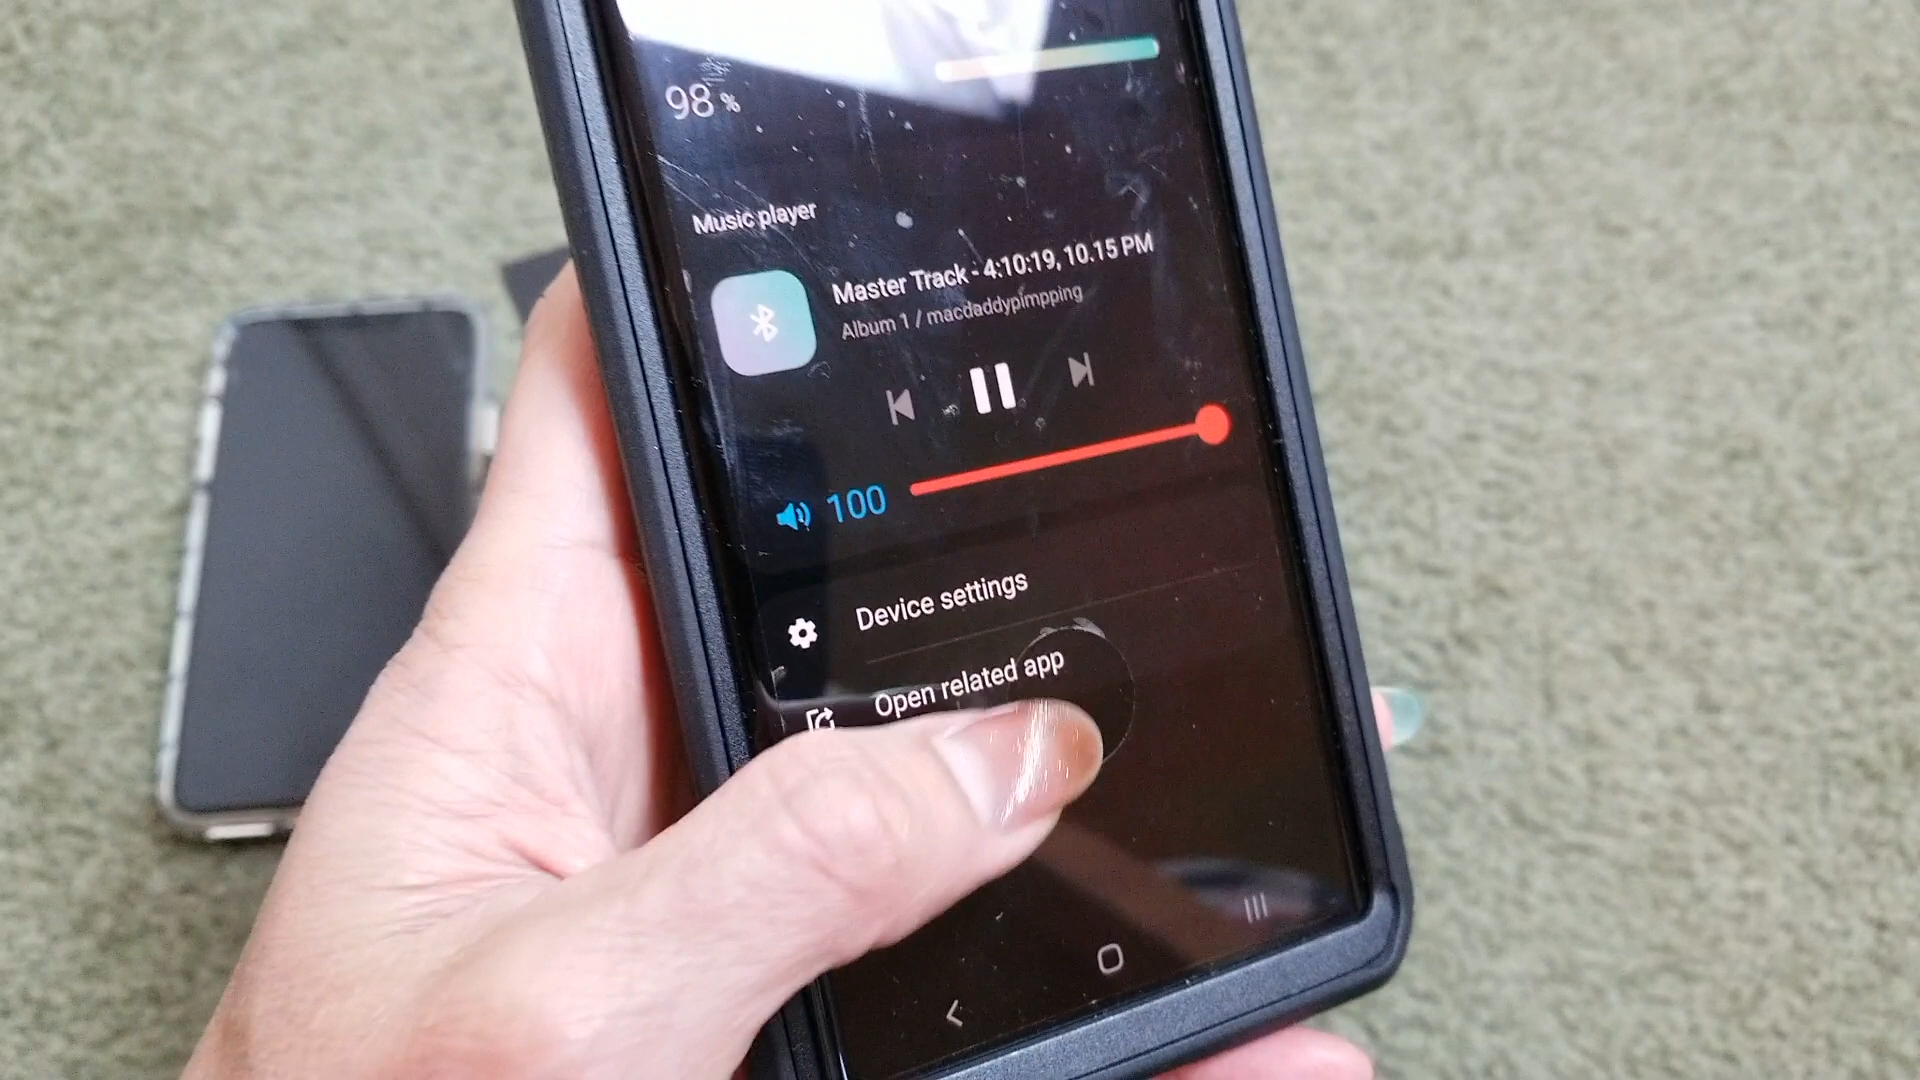 98 %
Music player
Master Track - 4:10:19, 10.15 PM
Album 1 / macdaddypimpping
100
Device settings
Open related app